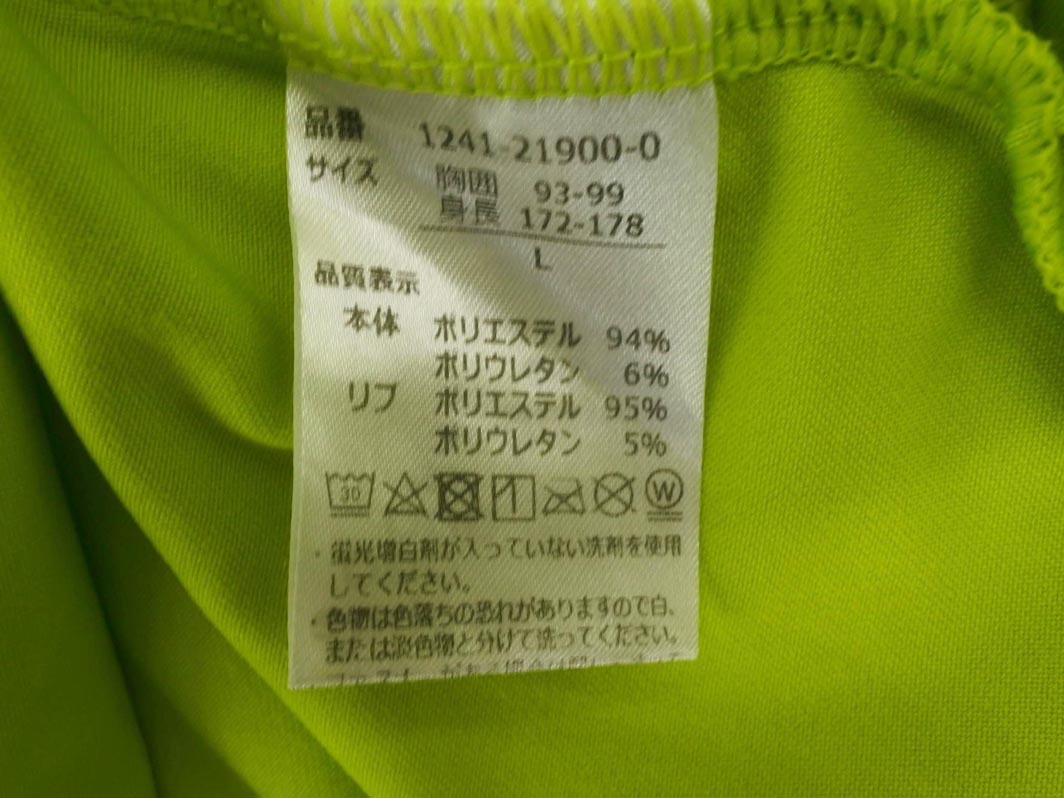 品番 1241-21900-0
サイズ 胸囲 93-99
身長 172-178
L
品質表示
本体 ポリエステル 94%
ポリウレタン 6%
リブ ポリエステル 95%
ポリウレタン 5%
30 W
・蛍光増白剤が入っていない洗剤を使用
してください。
・色物は色落ちの恐れがありますので白、
または淡色物と分けて洗ってください。